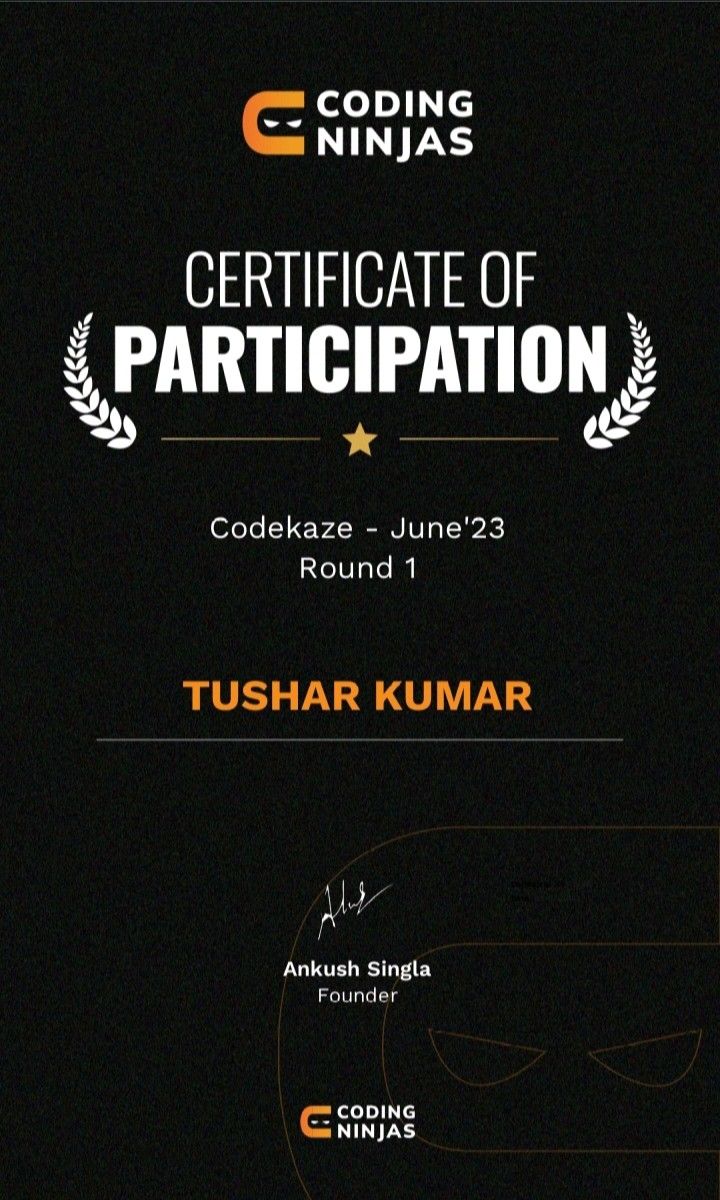 CODING
NINJAS
CERTIFICATE OF
PARTICIPATION
Codekaze - June'23
Round 1
TUSHAR KUMAR
Ankush Singla
Founder
CODING
NINJAS